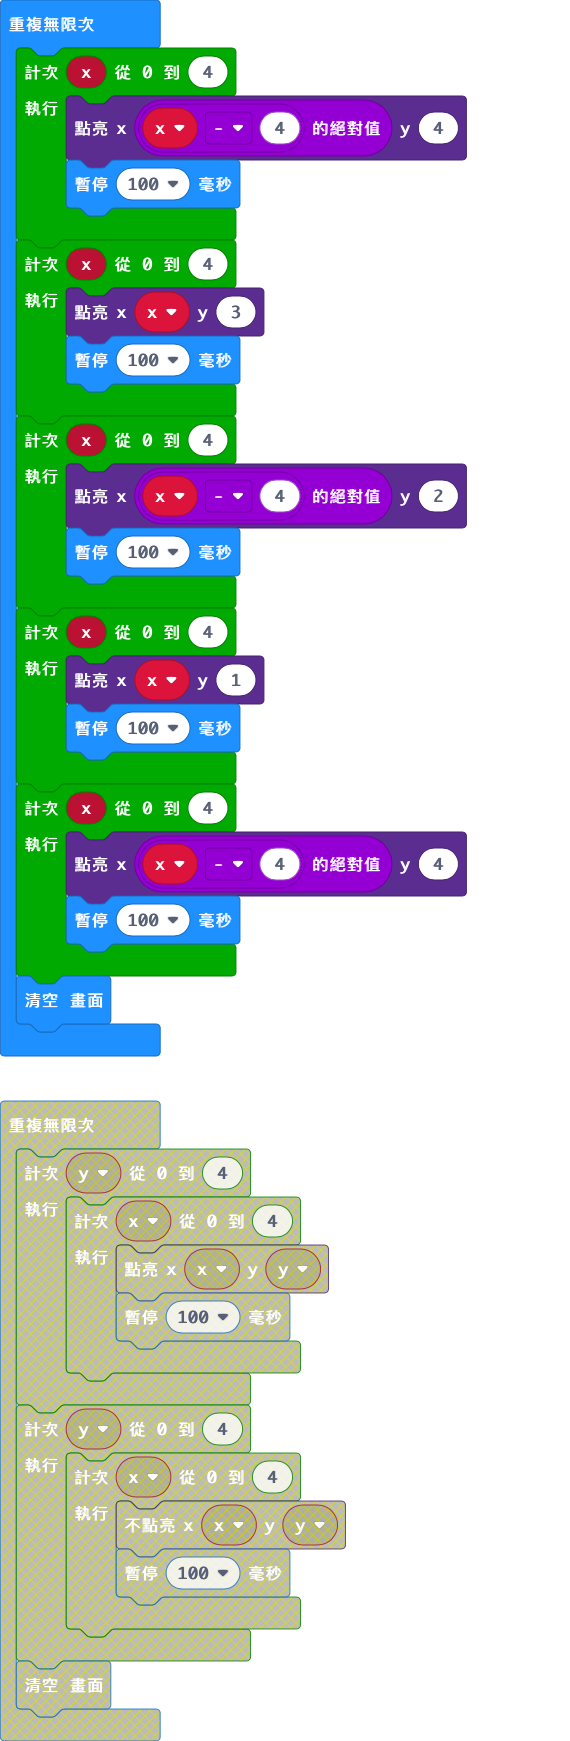 重複無限次
計次 x 從 0 到 4
執行
點亮 x x - 4 的絕對值 y 4
暫停 100 毫秒
計次 x 從 0 到 4
執行
點亮 x x y 3
暫停 100 毫秒
計次 x 從 0 到 4
執行
點亮 x x - 4 的絕對值 y 2
暫停 100 毫秒
計次 x 從 0 到 4
執行
點亮 x x y 1
暫停 100 毫秒
計次 x 從 0 到 4
執行
點亮 x x - 4 的絕對值 y 4
暫停 100 毫秒
清空 畫面
重複無限次
計次 y 從 0 到 4
執行
計次 x 從 0 到 4
執行
點亮 x x y y
暫停 100 毫秒
計次 y 從 0 到 4
執行
計次 x 從 0 到 4
執行
不點亮 x x y y
暫停 100 毫秒
清空 畫面